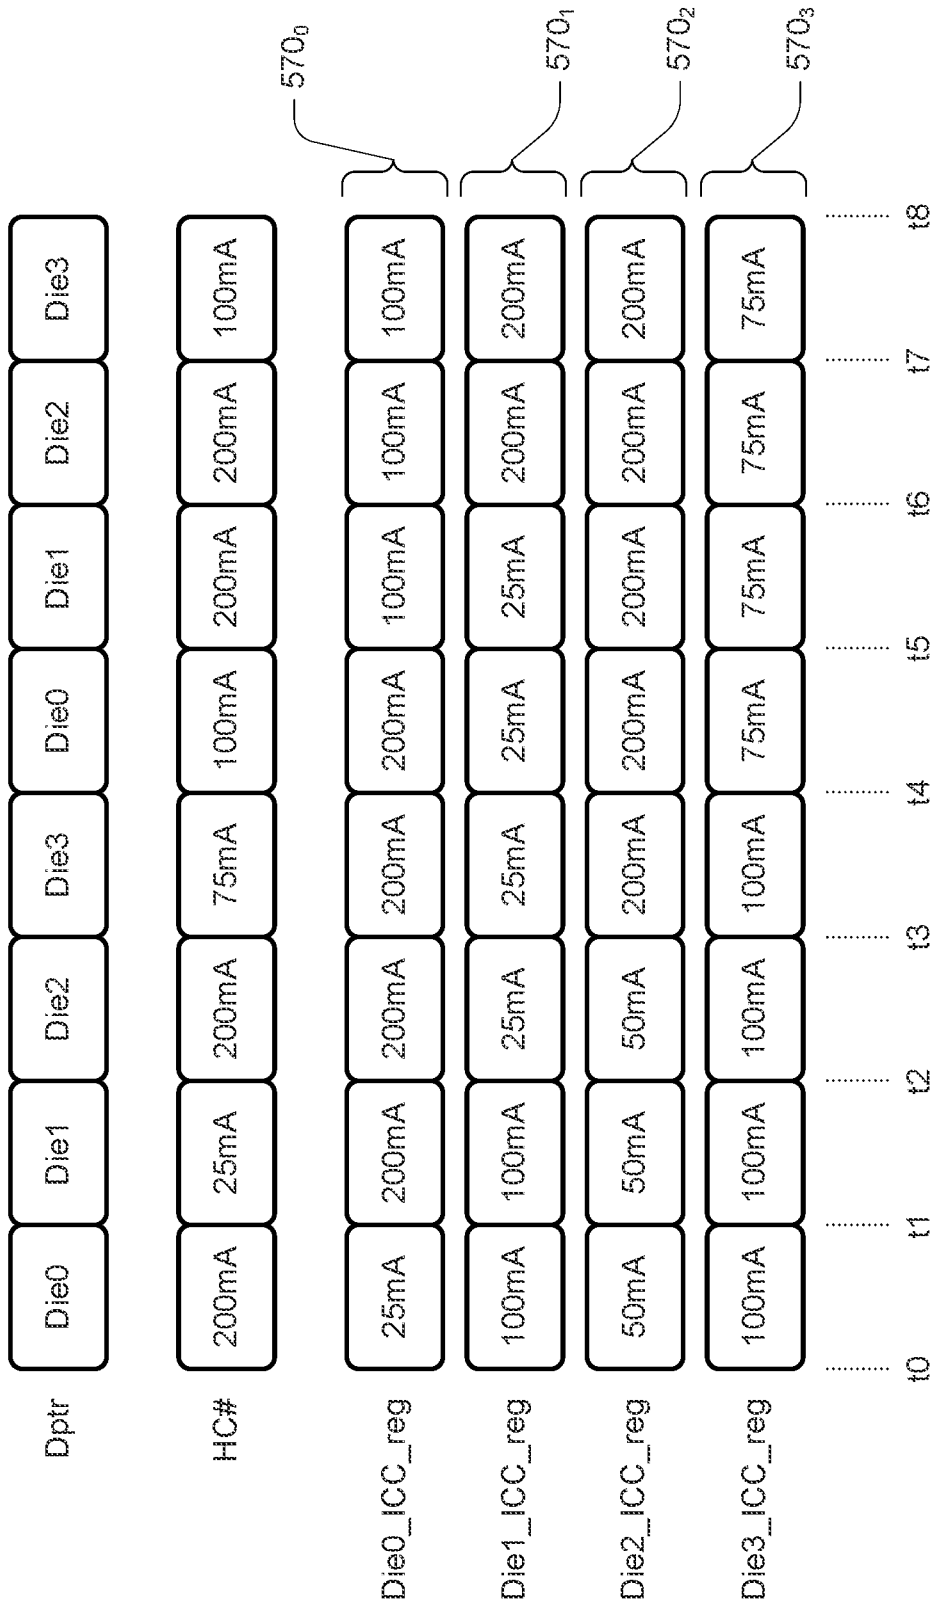 Dptr Die0 Die1 Die2 Die3 Die0 Die1 Die2 Die3
HC# 200mA 25mA 200mA 75mA 100mA 200mA 200mA 100mA
Die0_ICC_reg 25mA 200mA 200mA 200mA 200mA 100mA 100mA 100mA 570₀
Die1_ICC_reg 100mA 100mA 25mA 25mA 25mA 25mA 200mA 200mA 570₁
Die2_ICC_reg 50mA 50mA 50mA 200mA 200mA 200mA 200mA 200mA 570₂
Die3_ICC_reg 100mA 100mA 100mA 100mA 75mA 75mA 75mA 75mA 570₃
t0 t1 t2 t3 t4 t5 t6 t7 t8